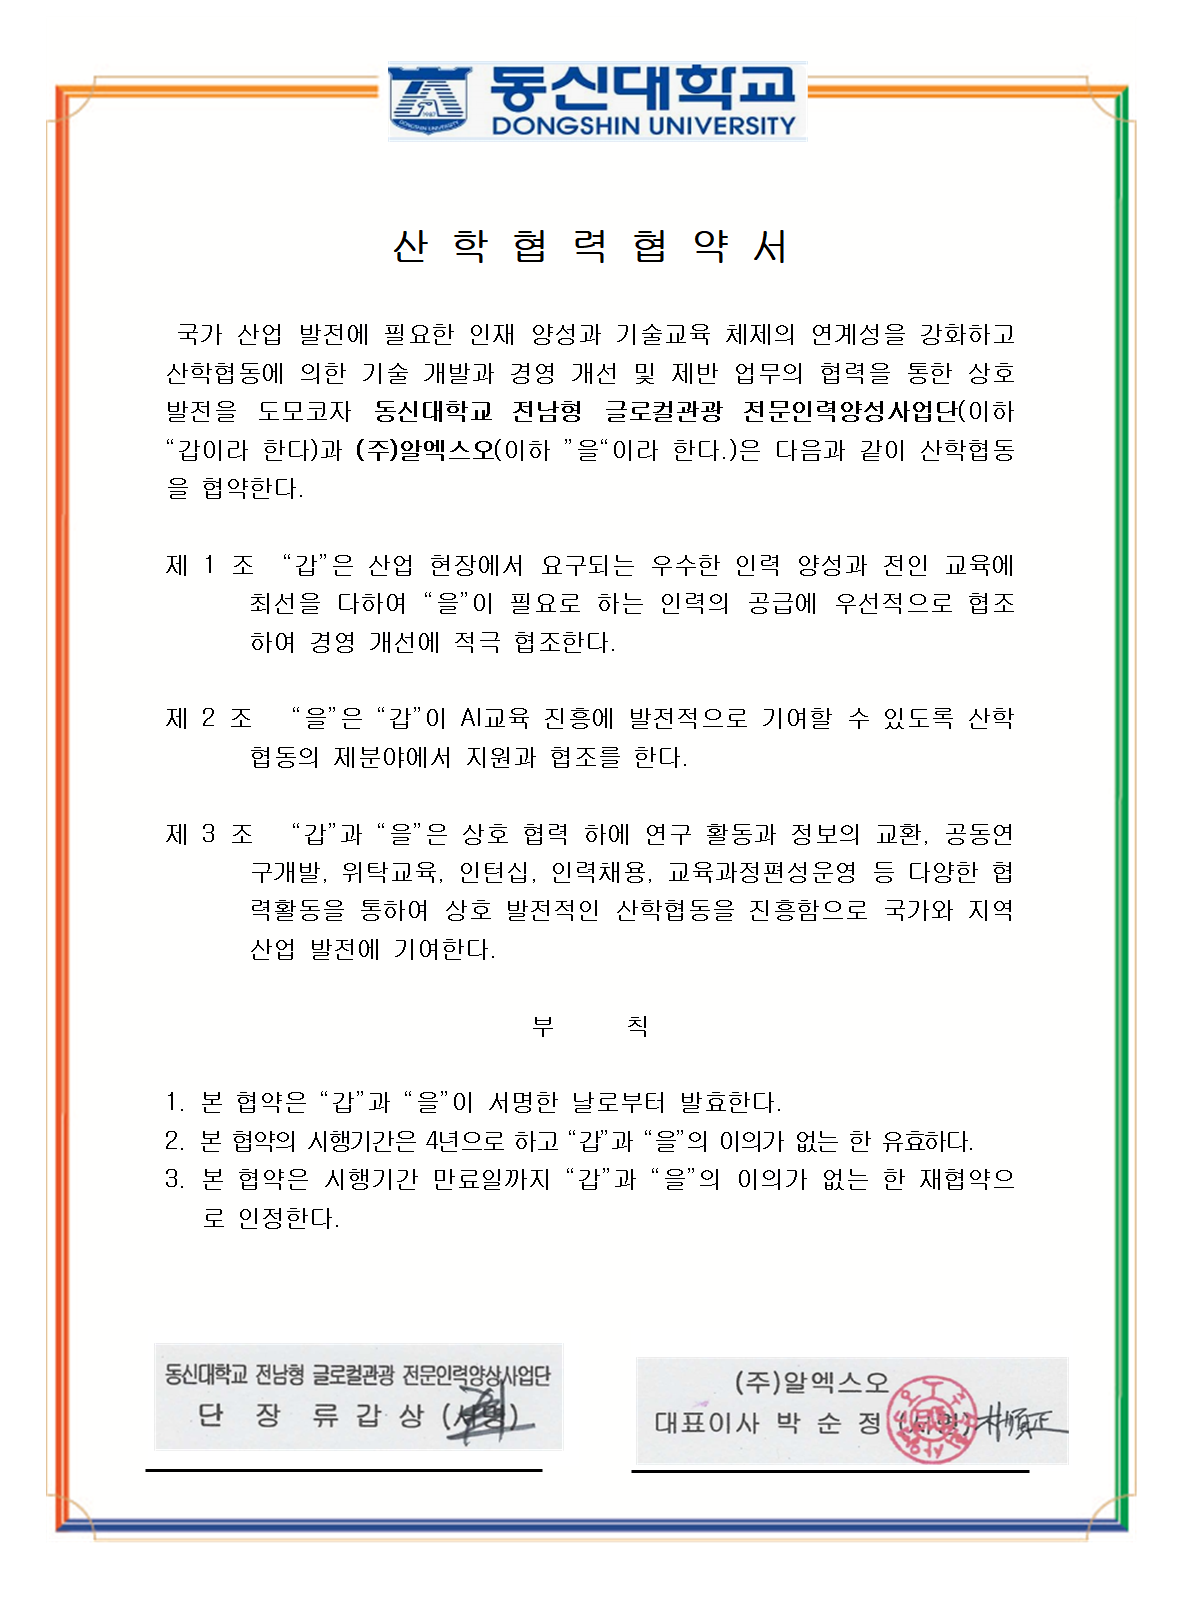 동신대학교
DONGSHIN UNIVERSITY
산 학 협 력 협 약 서
국가 산업 발전에 필요한 인재 양성과 기술교육 체제의 연계성을 강화하고
산학협동에 의한 기술 개발과 경영 개선 및 제반 업무의 협력을 통한 상호
발전을 도모코자 동신대학교 전남형 글로컬관광 전문인력양성사업단(이하
“갑이라 한다)과 (주)알엑스오(이하 ”을“이라 한다.)은 다음과 같이 산학협동
을 협약한다.
제 1 조 “갑”은 산업 현장에서 요구되는 우수한 인력 양성과 전인 교육에
최선을 다하여 “을”이 필요로 하는 인력의 공급에 우선적으로 협조
하여 경영 개선에 적극 협조한다.
제 2 조 “을”은 “갑”이 AI교육 진흥에 발전적으로 기여할 수 있도록 산학
협동의 제분야에서 지원과 협조를 한다.
제 3 조 “갑”과 “을”은 상호 협력 하에 연구 활동과 정보의 교환, 공동연
구개발, 위탁교육, 인턴십, 인력채용, 교육과정편성운영 등 다양한 협
력활동을 통하여 상호 발전적인 산학협동을 진흥함으로 국가와 지역
산업 발전에 기여한다.
부 칙
1. 본 협약은 “갑”과 “을”이 서명한 날로부터 발효한다.
2. 본 협약의 시행기간은 4년으로 하고 “갑”과 “을”의 이의가 없는 한 유효하다.
3. 본 협약은 시행기간 만료일까지 “갑”과 “을”의 이의가 없는 한 재협약으
로 인정한다.
동신대학교 전남형 글로컬관광 전문인력양상사업단
단 장 류 갑 상 (서명)
(주)알엑스오
대표이사 박 순 정 (서명) 朴順正